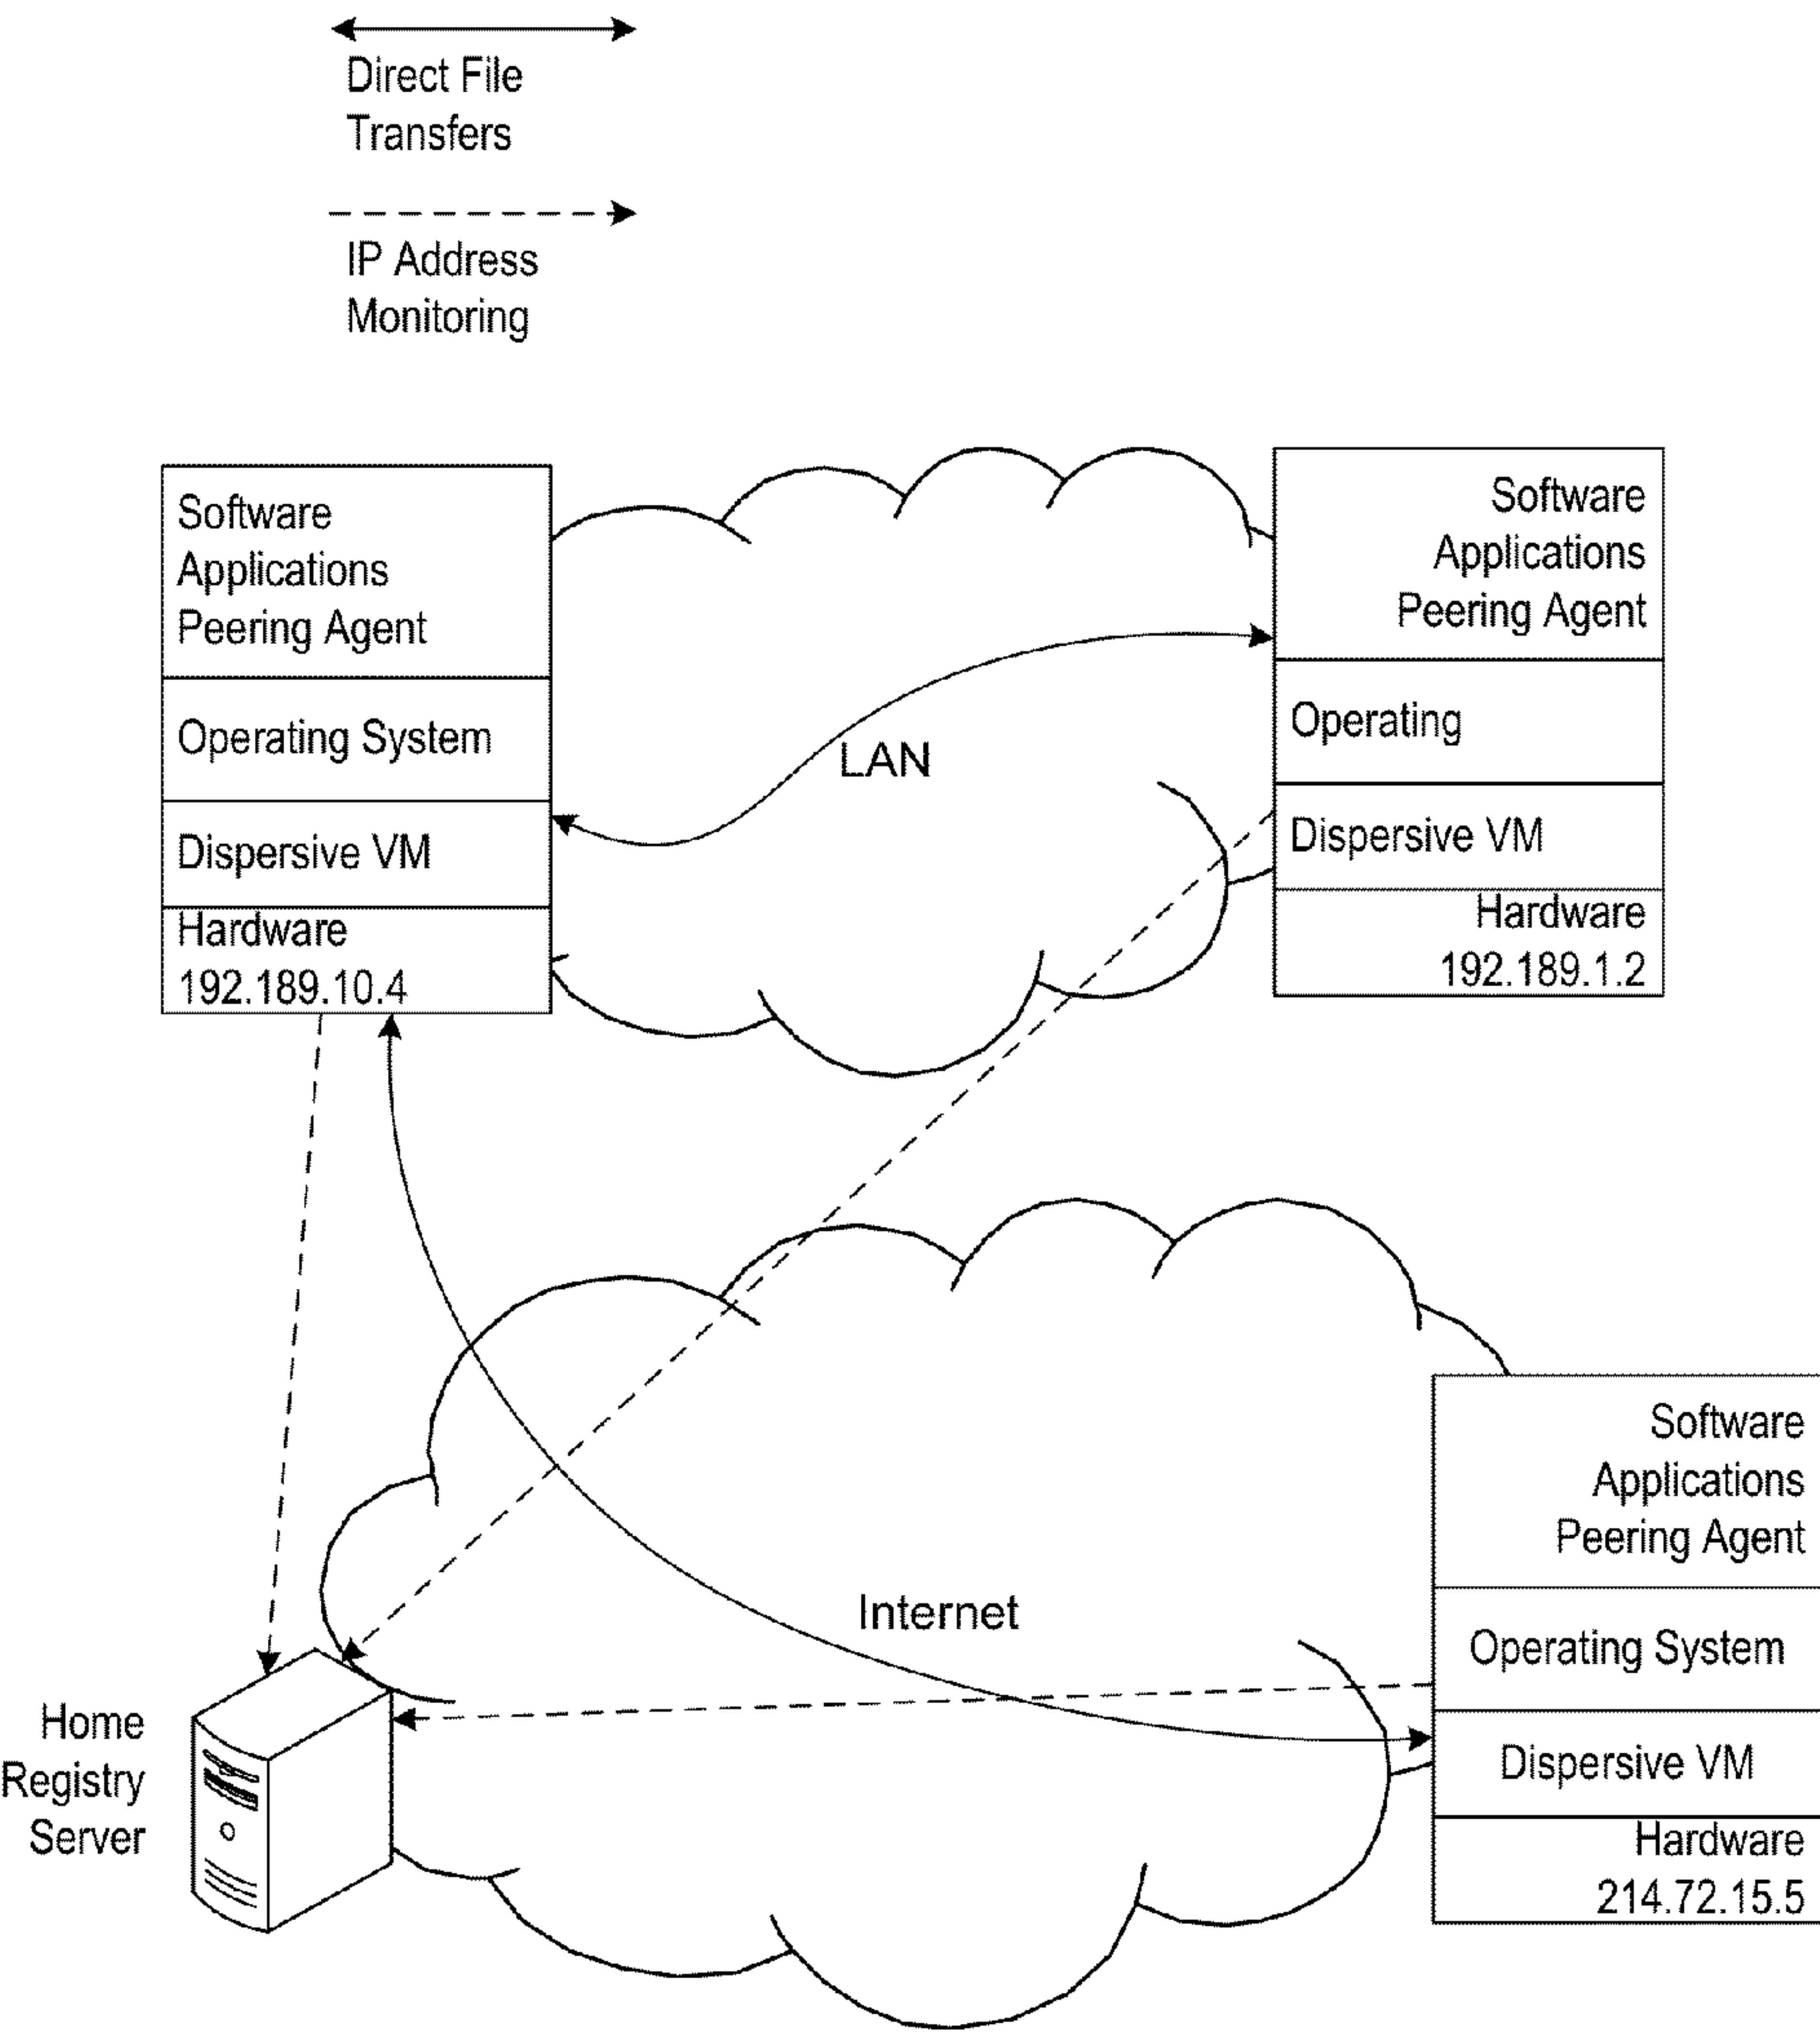 Direct File
Transfers
IP Address
Monitoring
Software
Applications
Peering Agent
Operating System
Dispersive VM
Hardware
192.189.10.4
LAN
Software
Applications
Peering Agent
Operating
Dispersive VM
Hardware
192.189.1.2
Internet
Home
Registry
Server
Software
Applications
Peering Agent
Operating System
Dispersive VM
Hardware
214.72.15.5